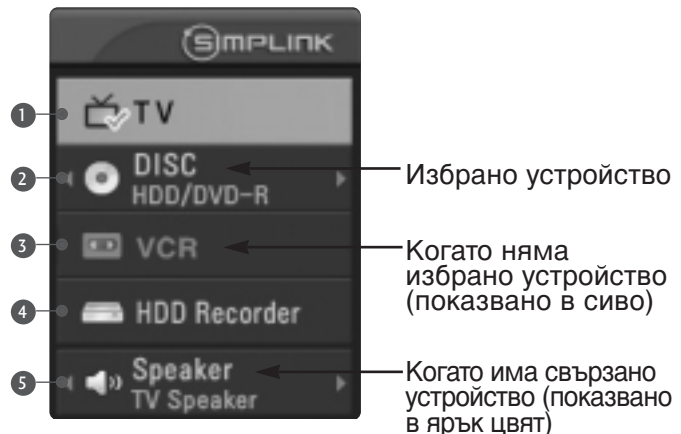 SIMPLINK
1 TV
2 DISC
HDD/DVD-R
Избрано устройство
3 VCR
Когато няма
избрано устройство
(показвано в сиво)
4 HDD Recorder
5 Speaker
TV Speaker
Когато има свързано
устройство (показвано
в ярък цвят)